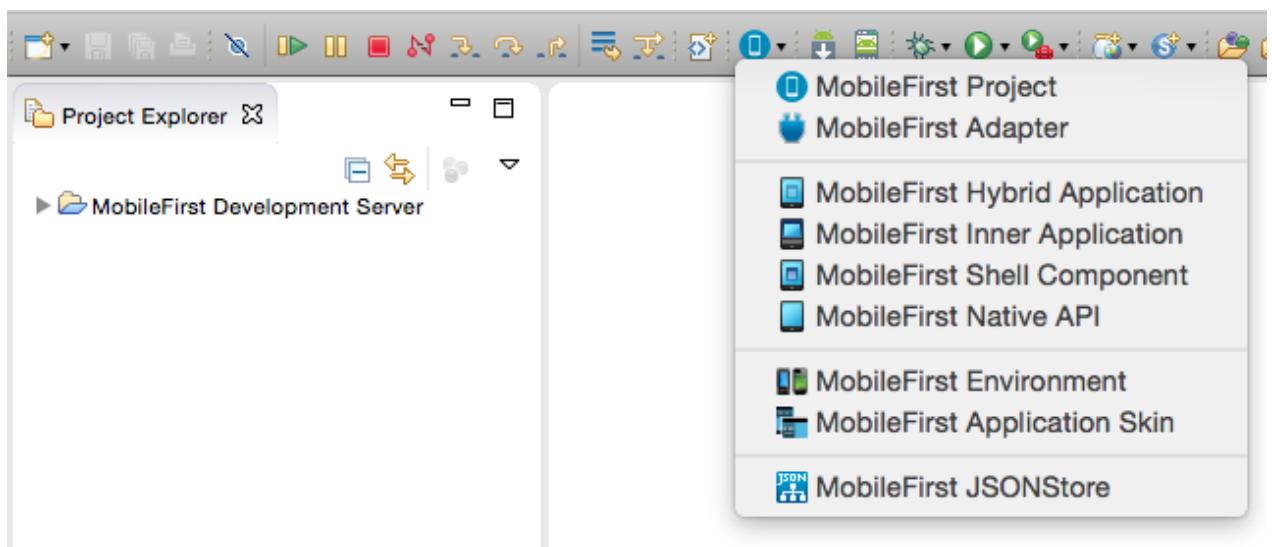 Project Explorer
MobileFirst Development Server
MobileFirst Project
MobileFirst Adapter
MobileFirst Hybrid Application
MobileFirst Inner Application
MobileFirst Shell Component
MobileFirst Native API
MobileFirst Environment
MobileFirst Application Skin
JSON
MobileFirst JSONStore